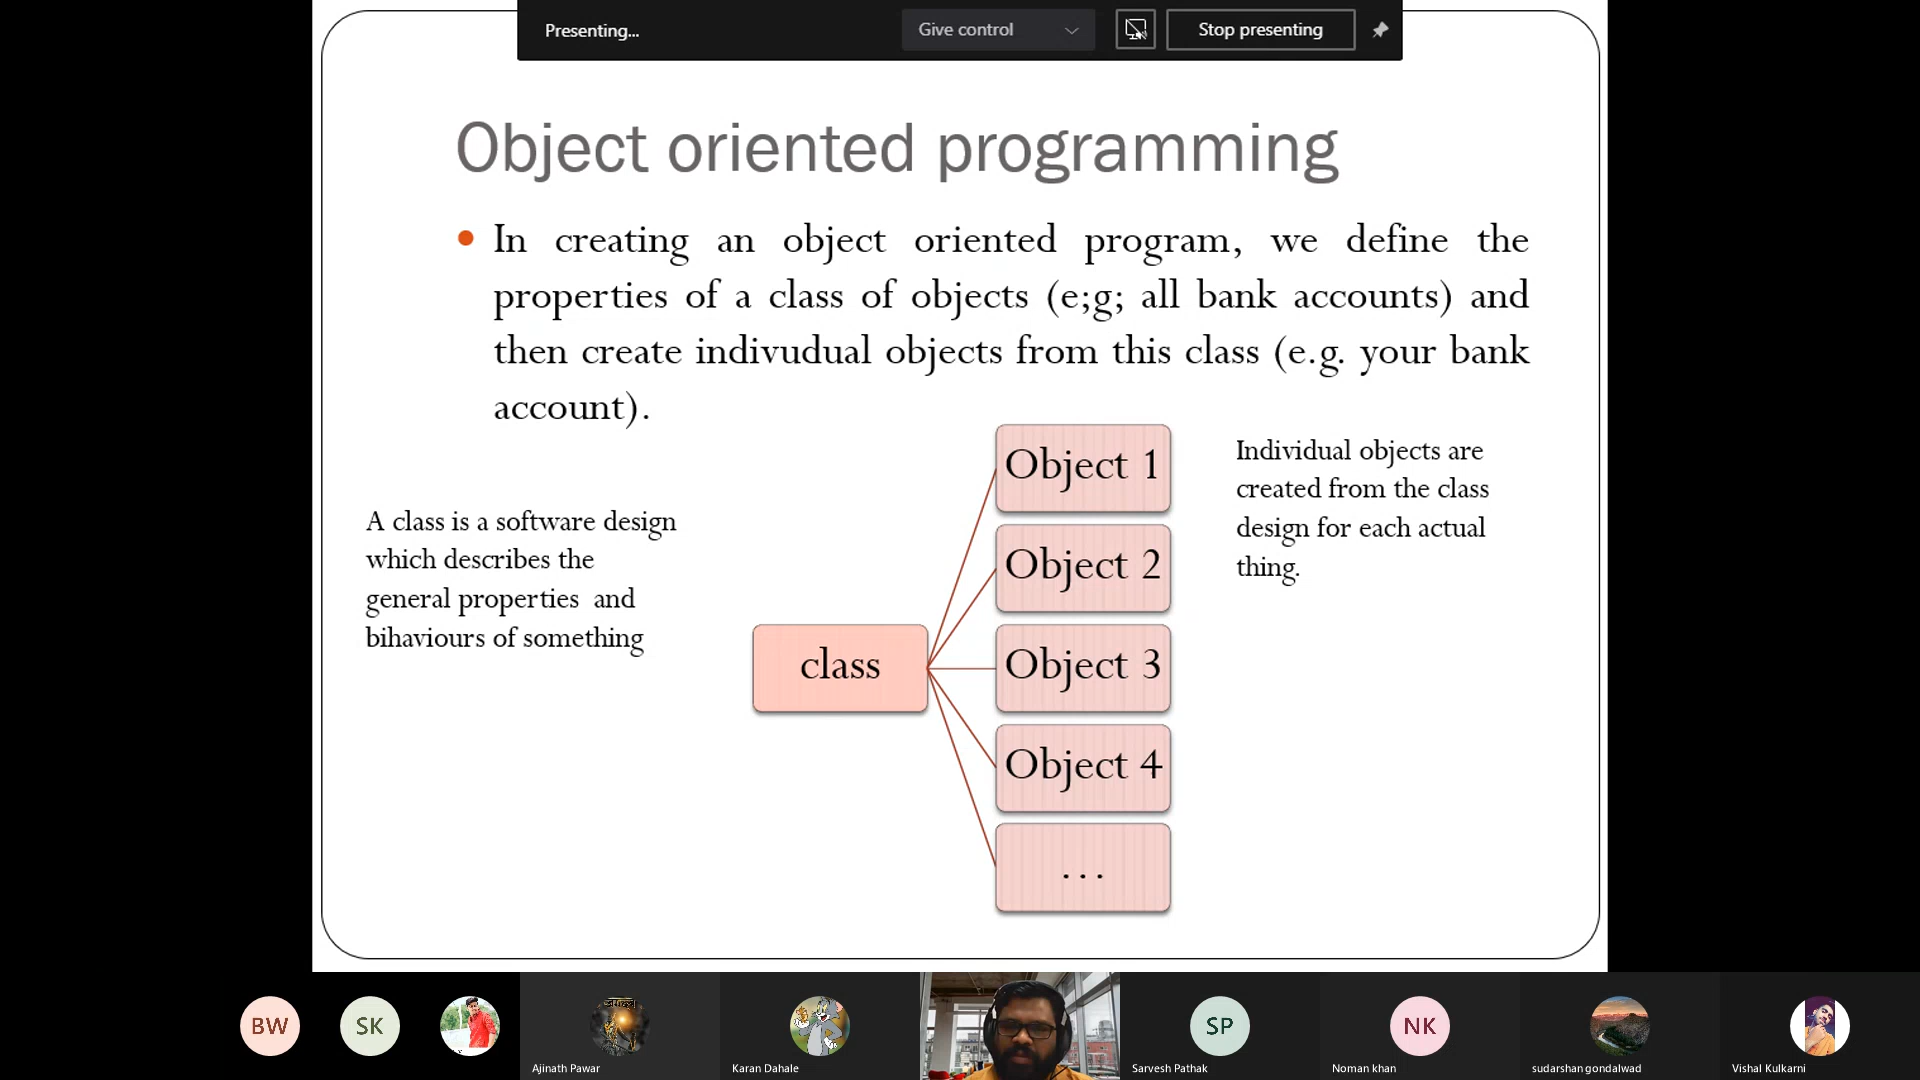 Presenting...
Give control
Stop presenting
Object oriented programming
In creating an object oriented program, we define the
properties of a class of objects (e;g; all bank accounts) and
then create indivudual objects from this class (e.g. your bank
account).
A class is a software design
which describes the
general properties and
bihaviours of something
class
Object 1
Object 2
Object 3
Object 4
...
Individual objects are
created from the class
design for each actual
thing.
BW
SK
Ajinath Pawar
Karan Dahale
SP
Sarvesh Pathak
NK
Noman khan
sudarshan gondalwad
Vishal Kulkarni